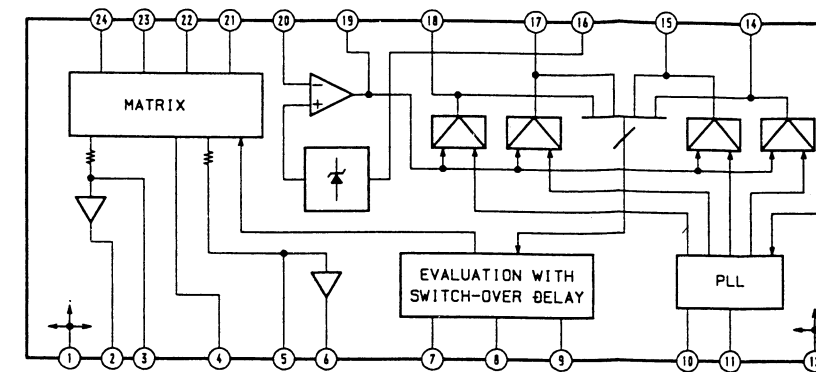 24 23 22 21 20 19 18 17 16 15 14
MATRIX
EVALUATION WITH
SWITCH-OVER DELAY
PLL
1 2 3 4 5 6 7 8 9 10 11